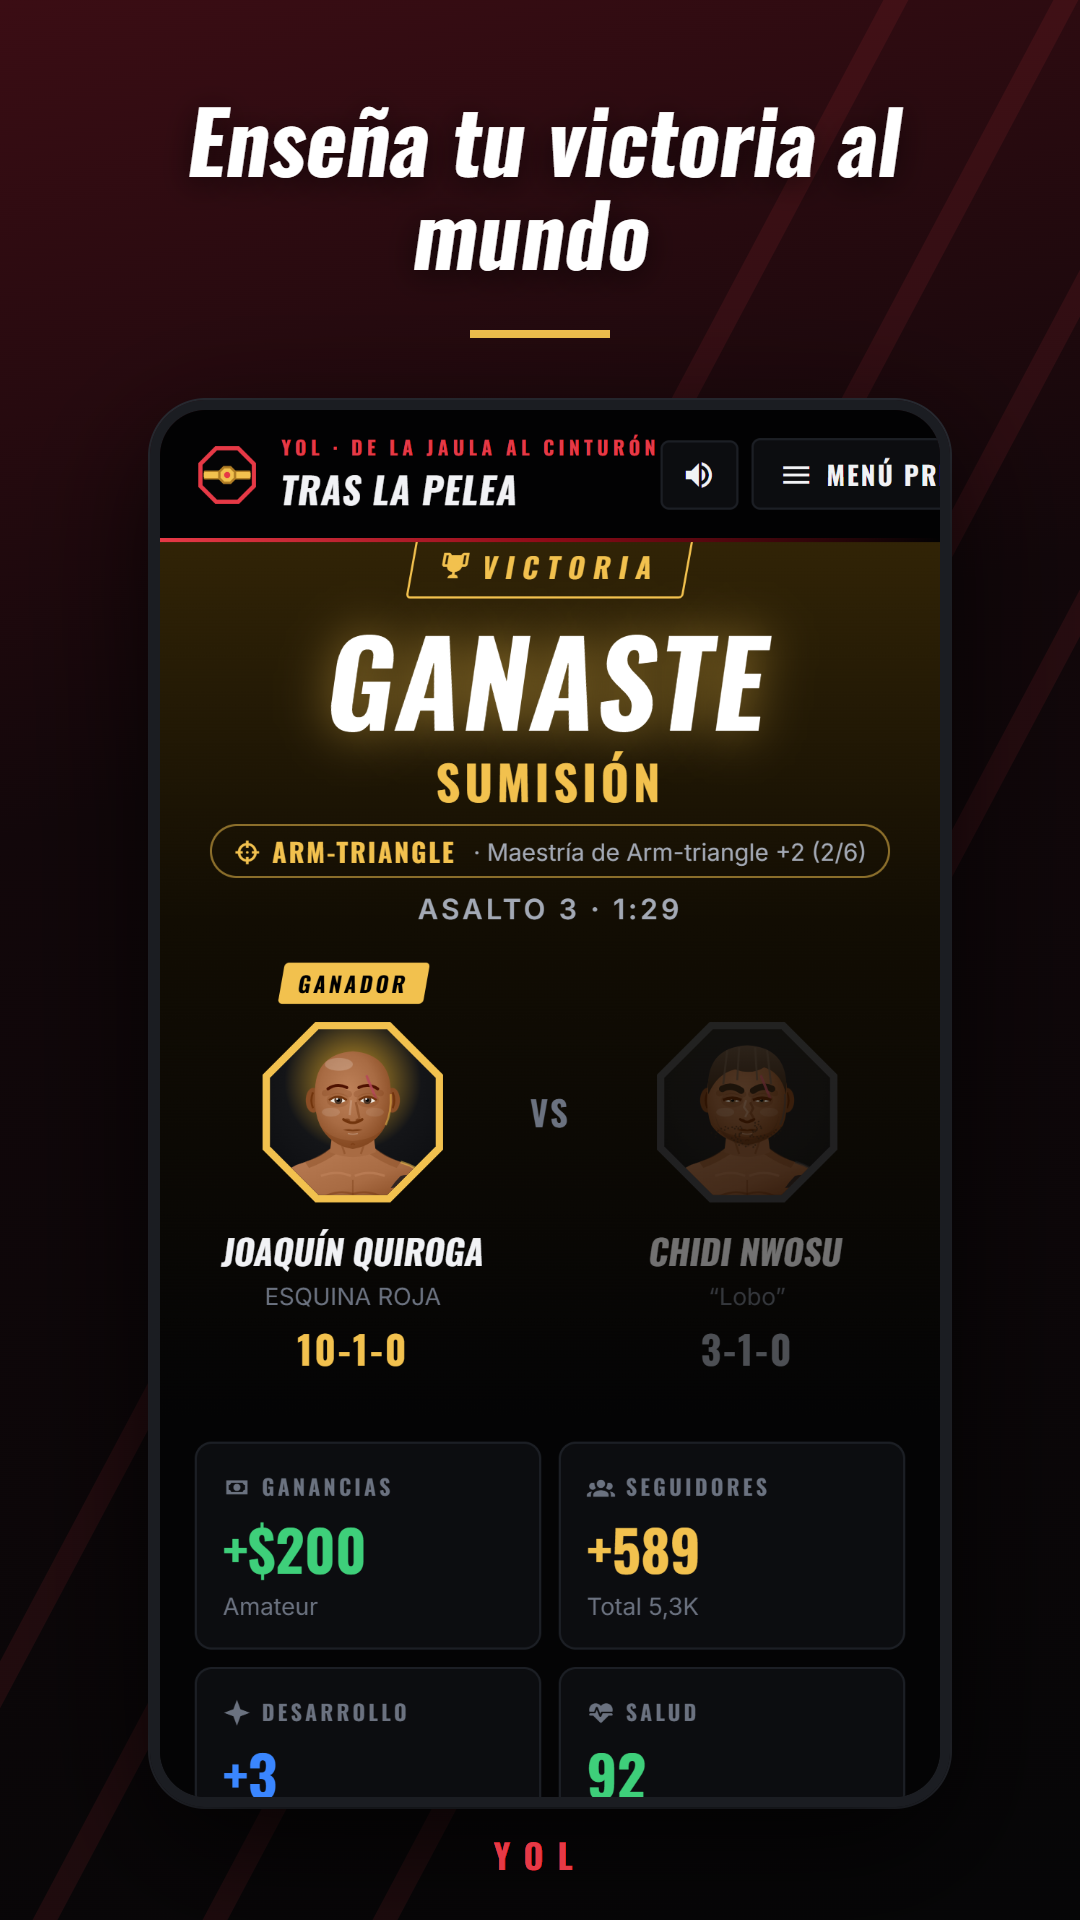 Enseña tu victoria al
mundo
YOL · DE LA JAULA AL CINTURÓN
TRAS LA PELEA
MENÚ PR
VICTORIA
GANASTE
SUMISIÓN
ARM-TRIANGLE · Maestría de Arm-triangle +2 (2/6)
ASALTO 3 · 1:29
GANADOR
VS
JOAQUÍN QUIROGA
ESQUINA ROJA
10-1-0
CHIDI NWOSU
“Lobo”
3-1-0
GANANCIAS
+$200
Amateur
SEGUIDORES
+589
Total 5,3K
DESARROLLO
+3
SALUD
92
YOL